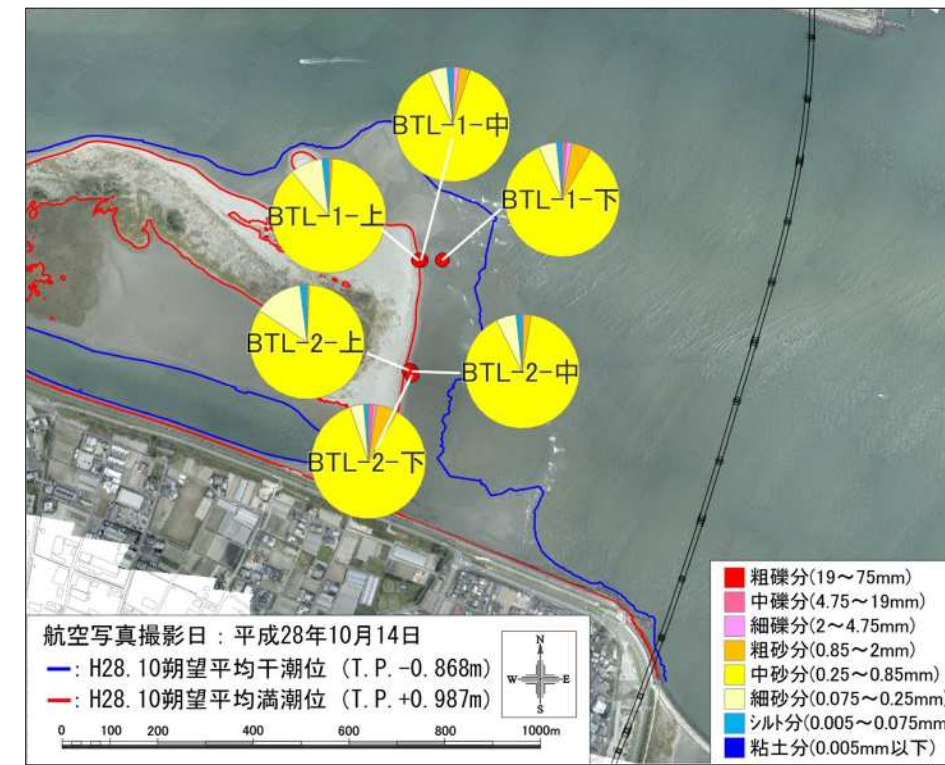 BTL-1-中
BTL-1-下
BTL-1-上
BTL-2-上
BTL-2-中
BTL-2-下
粗礫分(19～75mm)
中礫分(4.75～19mm)
細礫分(2～4.75mm)
粗砂分(0.85～2mm)
中砂分(0.25～0.85mm)
細砂分(0.075～0.25mm)
シルト分(0.005～0.075mm
粘土分(0.005mm以下)
航空写真撮影日：平成28年10月14日
：H28.10朔望平均干潮位 (T.P.-0.868m)
：H28.10朔望平均満潮位 (T.P.+0.987m)
N
W E
S
0 200 400 600 800 1000m